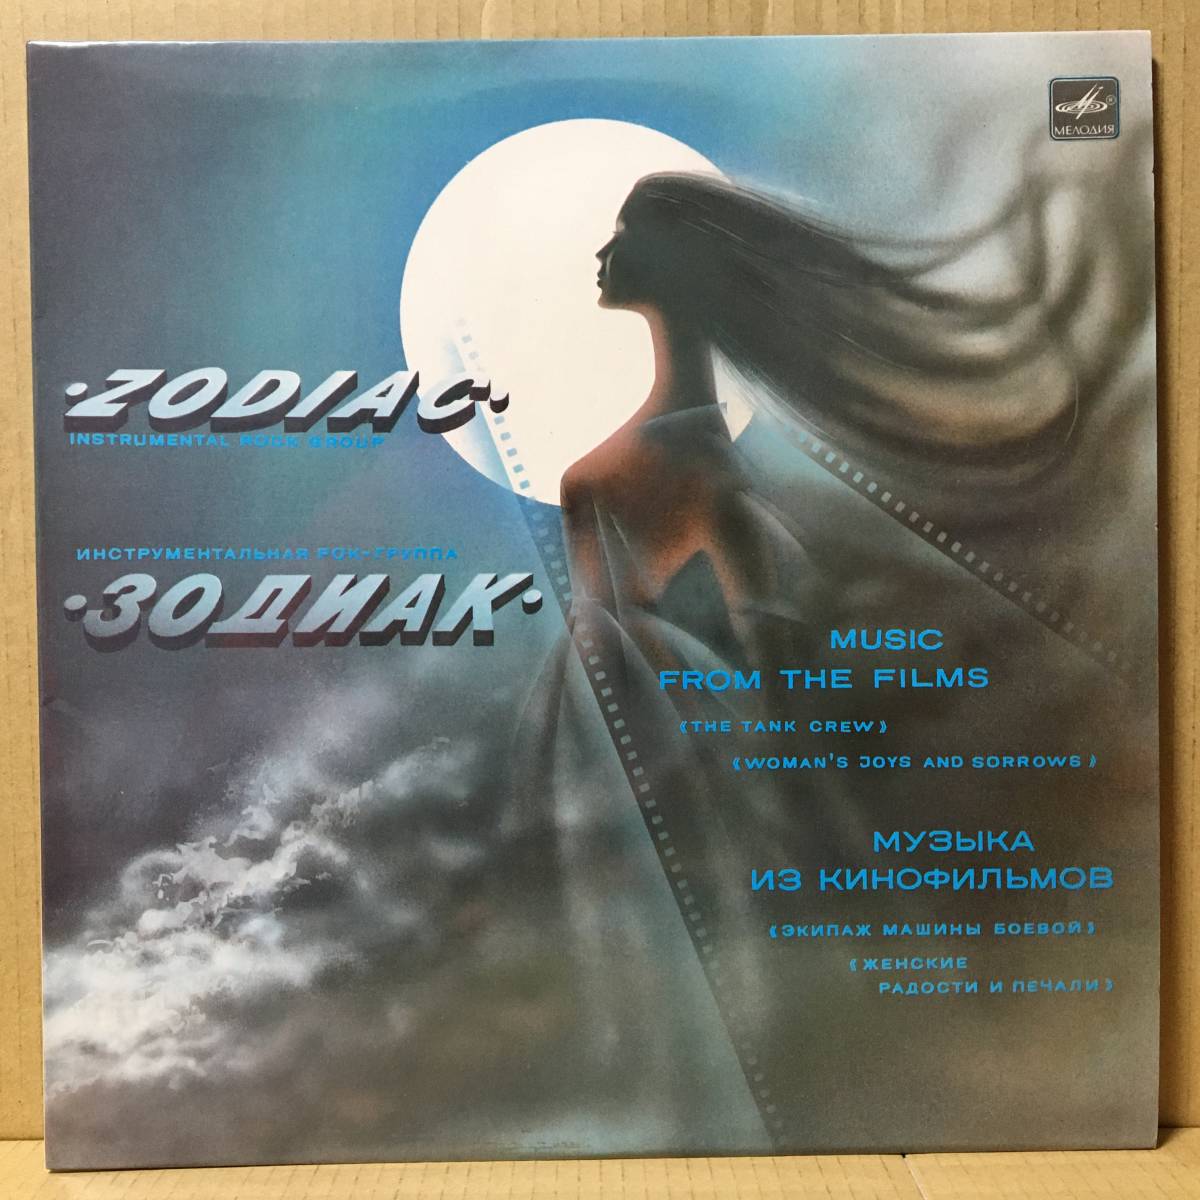 МЕЛОДИЯ
·ZODIAC·
INSTRUMENTAL ROCK GROUP
ИНСТРУМЕНТАЛЬНАЯ РОК-ГРУППА
·ЗОДИАК·
MUSIC
FROM THE FILMS
《THE TANK CREW》
《WOMAN'S JOYS AND SORROWS》
МУЗЫКА
ИЗ КИНОФИЛЬМОВ
《ЭКИПАЖ МАШИНЫ БОЕВОЙ》
《ЖЕНСКИЕ
РАДОСТИ И ПЕЧАЛИ》